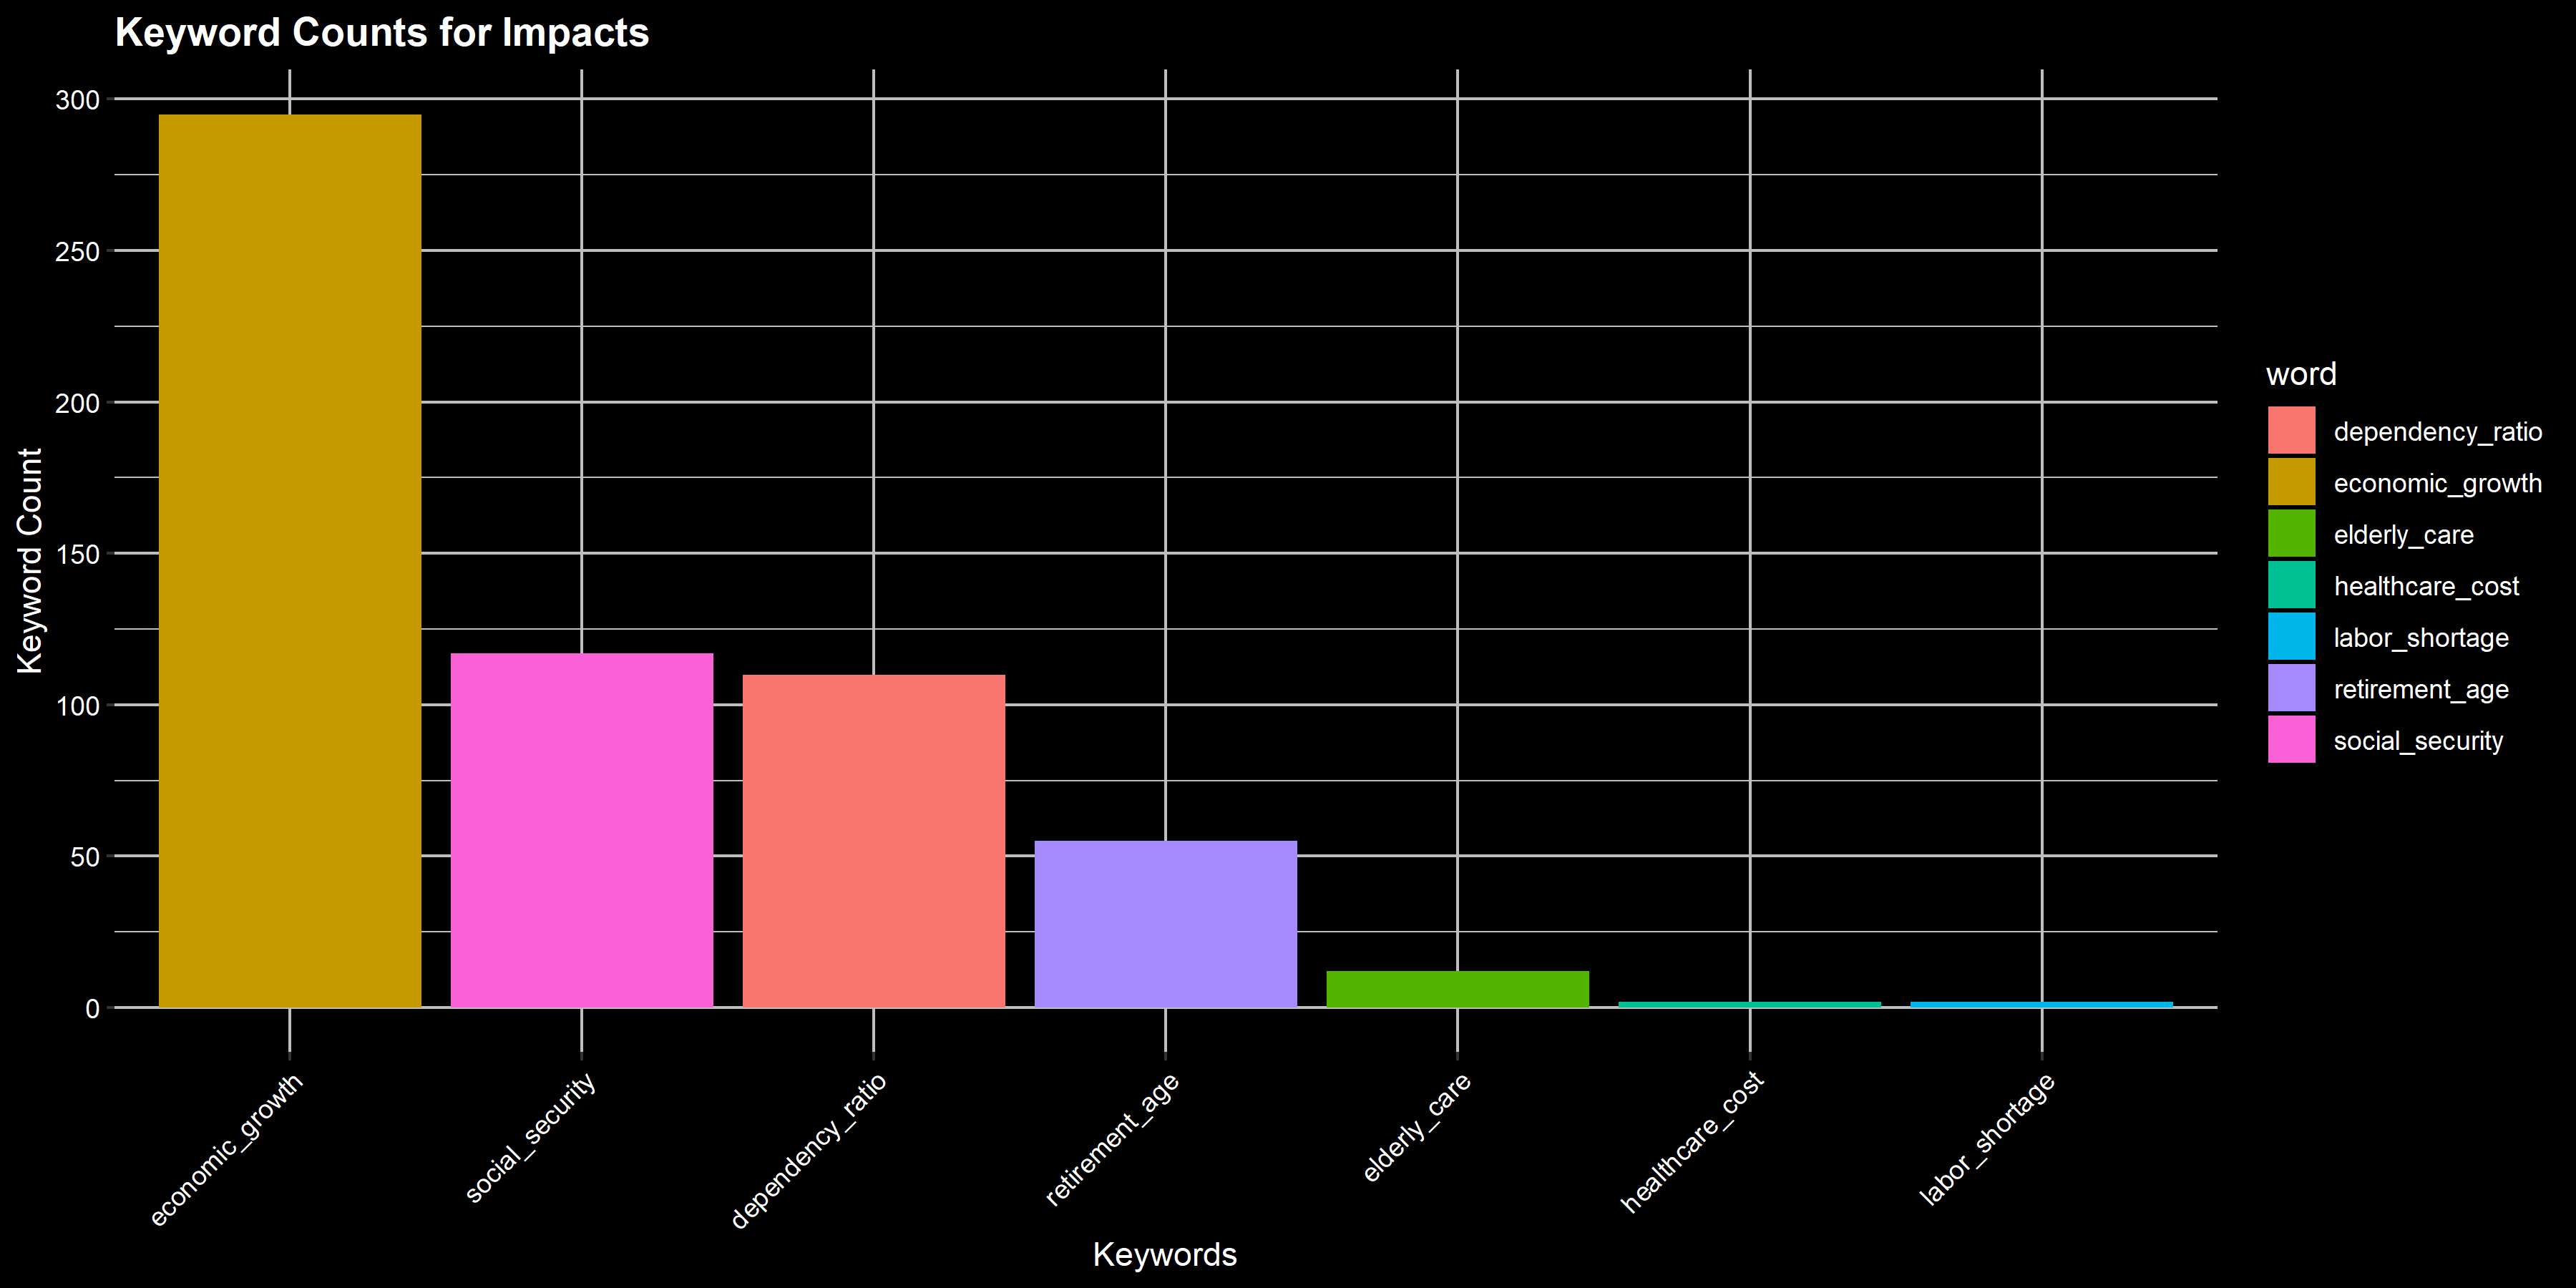 Keyword Counts for Impacts
Keyword Count
300
250
200
150
100
50
0
economic_growth
social_security
dependency_ratio
retirement_age
elderly_care
healthcare_cost
labor_shortage
Keywords
word
dependency_ratio
economic_growth
elderly_care
healthcare_cost
labor_shortage
retirement_age
social_security